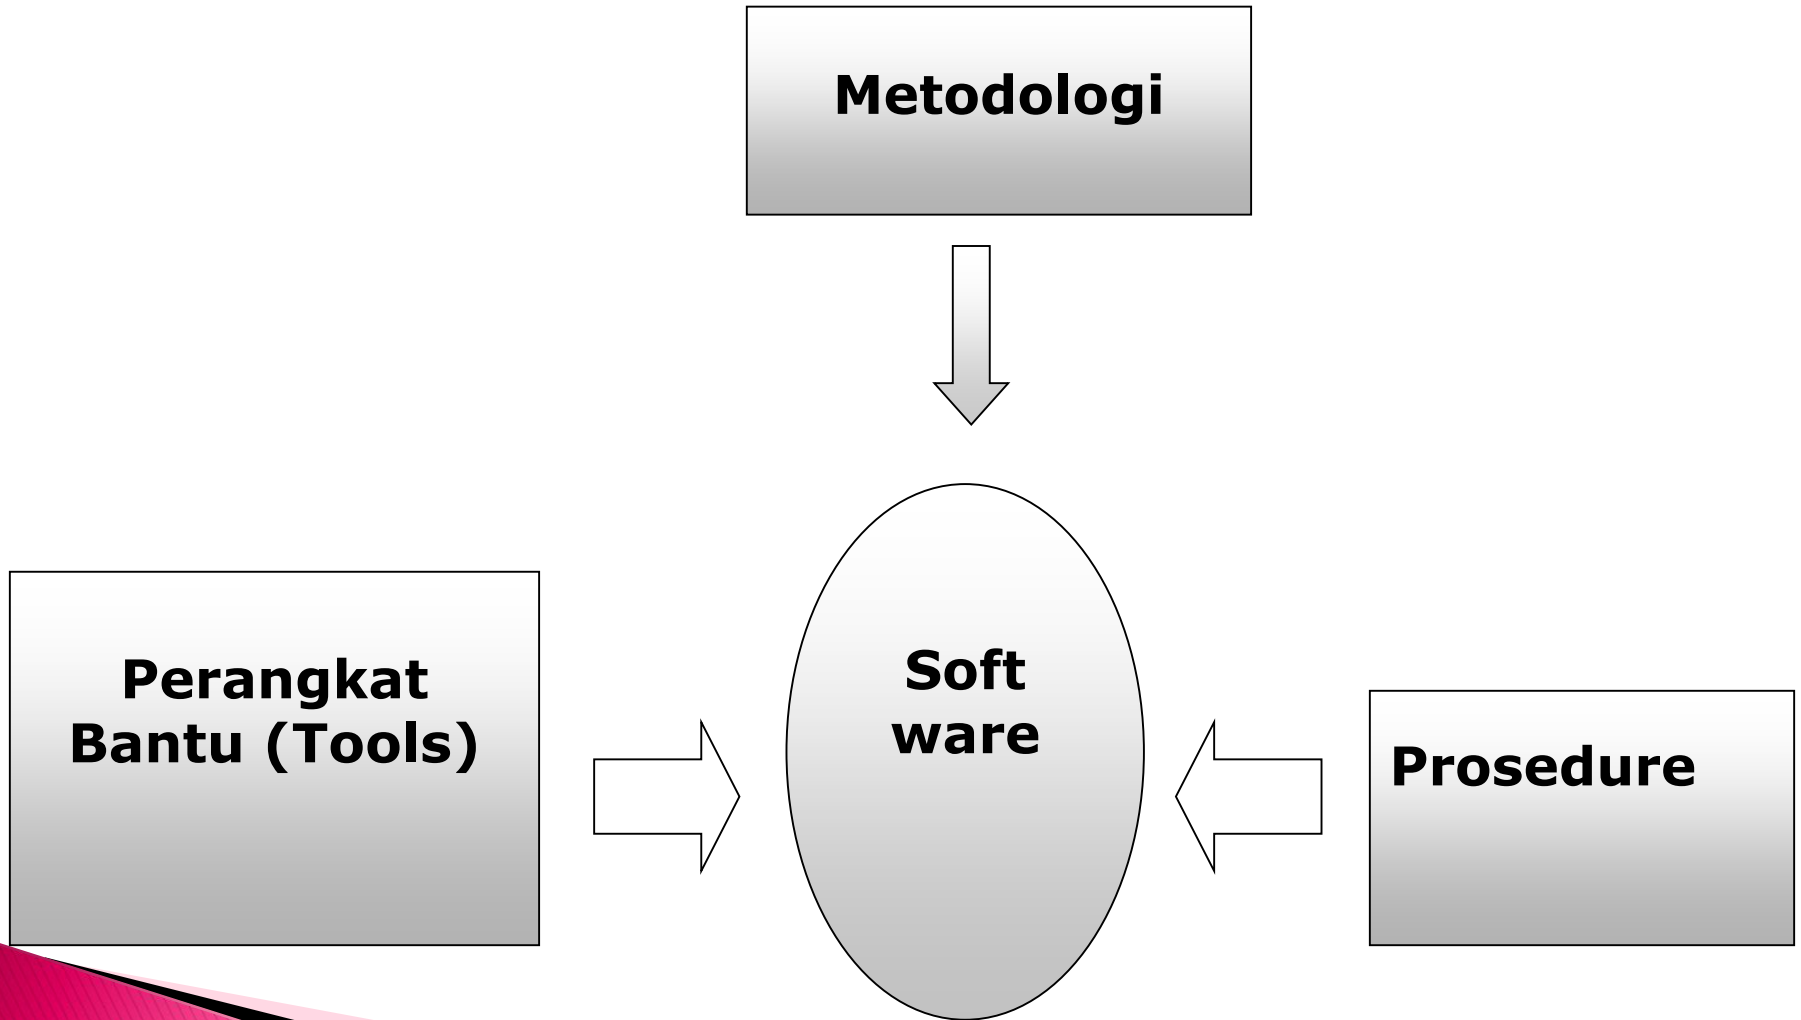 Metodologi
Perangkat
Bantu (Tools)
Soft
ware
Prosedure